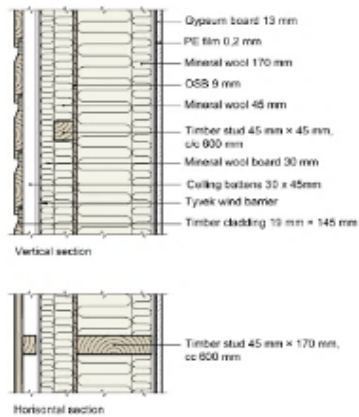 Gypsum board 13 mm
PE film 0,2 mm
Mineral wool 170 mm
OSB 9 mm
Mineral wool 45 mm
Timber stud 45 mm × 45 mm,
c/c 600 mm
Mineral wool board 30 mm
Ceiling battens 30 x 45mm
Tyvek wind barrier
Timber cladding 19 mm × 145 mm
Vertical section
Timber stud 45 mm × 170 mm,
cc 600 mm
Horisontal section